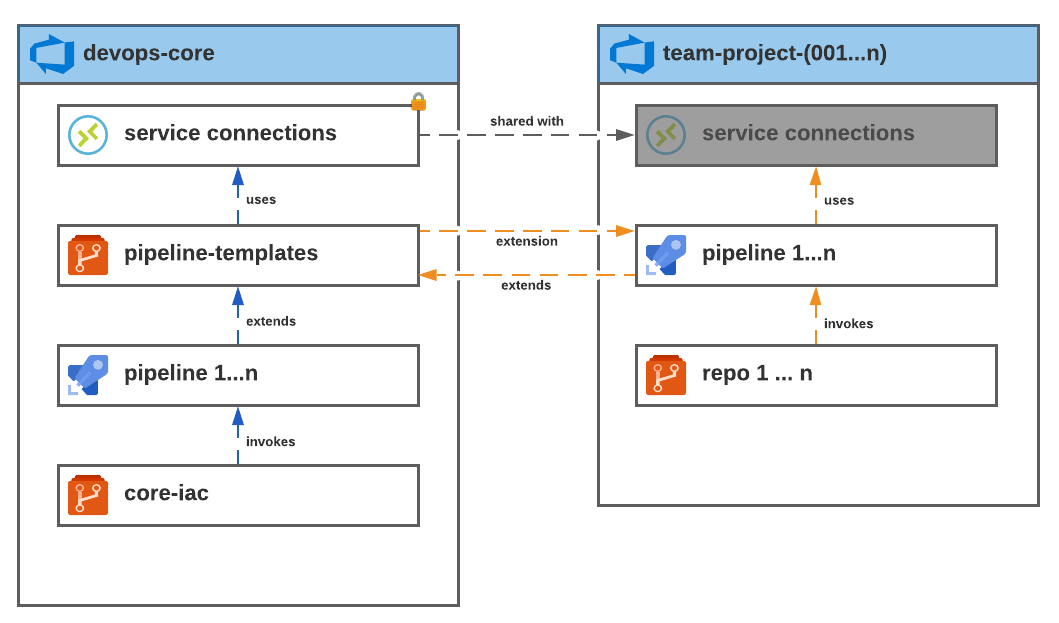 devops-core
service connections
uses
pipeline-templates
extends
pipeline 1...n
invokes
core-iac
shared with
extension
extends
team-project-(001...n)
service connections
uses
pipeline 1...n
invokes
repo 1 ... n